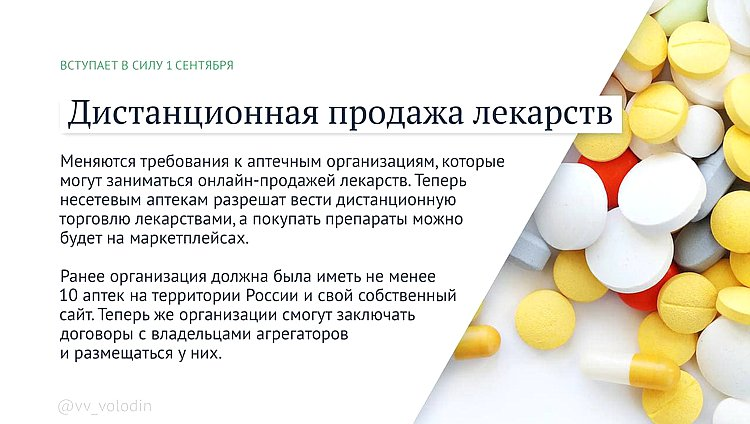 ВСТУПАЕТ В СИЛУ 1 СЕНТЯБРЯ
Дистанционная продажа лекарств
Меняются требования к аптечным организациям, которые
могут заниматься онлайн-продажей лекарств. Теперь
несетевым аптекам разрешат вести дистанционную
торговлю лекарствами, а покупать препараты можно
будет на маркетплейсах.
Ранее организация должна была иметь не менее
10 аптек на территории России и свой собственный
сайт. Теперь же организации смогут заключать
договоры с владельцами агрегаторов
и размещаться у них.
@vv_volodin